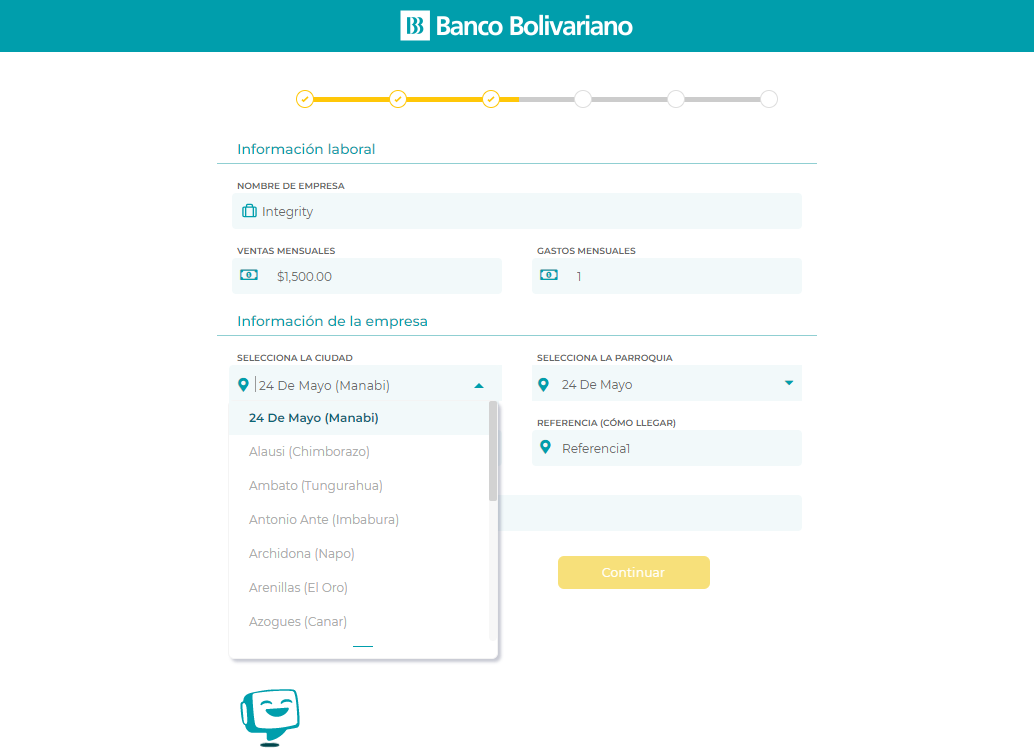 Banco Bolivariano
Información laboral
NOMBRE DE EMPRESA
Integrity
VENTAS MENSUALES
GASTOS MENSUALES
$1,500.00
1
Información de la empresa
SELECCIONA LA CIUDAD
SELECCIONA LA PARROQUIA
24 De Mayo (Manabi)
24 De Mayo
24 De Mayo (Manabi)
Alausi (Chimborazo)
Ambato (Tungurahua)
Antonio Ante (Imbabura)
Archidona (Napo)
Arenillas (El Oro)
Azogues (Canar)
REFERENCIA (CÓMO LLEGAR)
Referencia1
Continuar